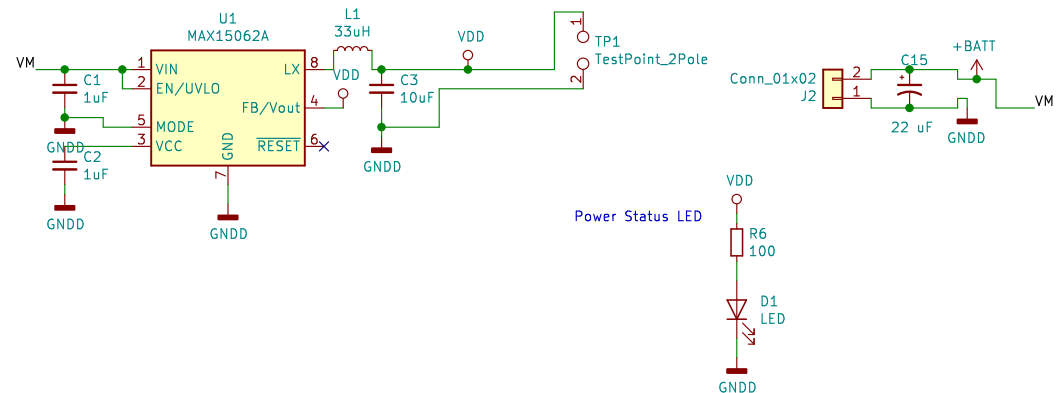 U1
MAX15062A
VM
C1
1uF
1 VIN
2 EN/UVLO
5 MODE
3 VCC
LX 8
FB/Vout 4
RESET 6
GND
7
GNDD
GNDD
C2
1uF
GNDD
L1
33uH
VDD
C3
10uF
GNDD
VDD
1
TP1
TestPoint_2Pole
2
Conn_01x02
J2
2
1
C15
+
22 uF
+BATT
VM
GNDD
Power Status LED
VDD
R6
100
D1
LED
GNDD